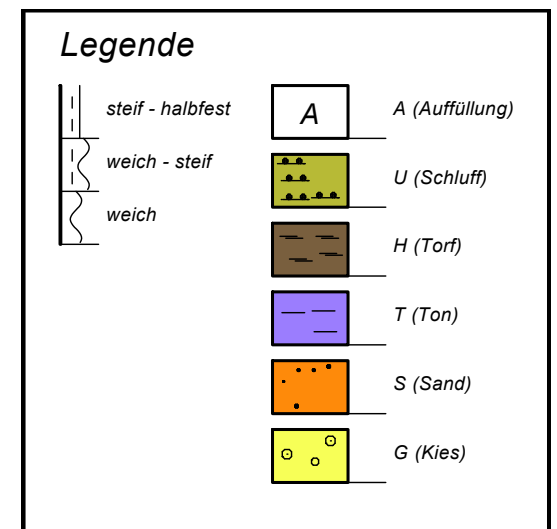 Legende
steif - halbfest
weich - steif
weich
A
A (Auffüllung)
U (Schluff)
H (Torf)
T (Ton)
S (Sand)
G (Kies)